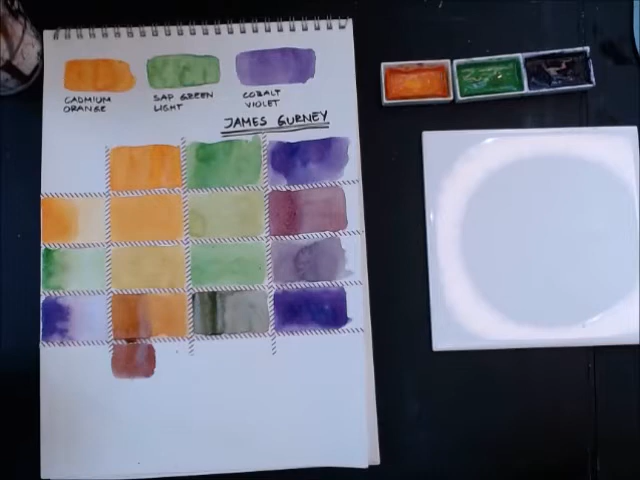 CADMIUM
ORANGE
SAP GREEN
LIGHT
COBALT
VIOLET
JAMES GURNEY